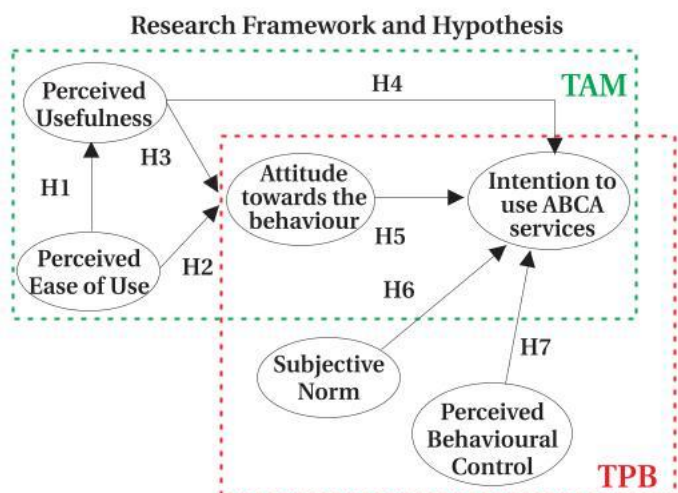 Research Framework and Hypothesis
H4
TAM
Perceived
Usefulness
H3
H1
Attitude
towards the
behaviour
Intention to
use ABCA
services
H5
Perceived
Ease of Use
H2
H6
H7
Subjective
Norm
Perceived
Behavioural
Control
TPB